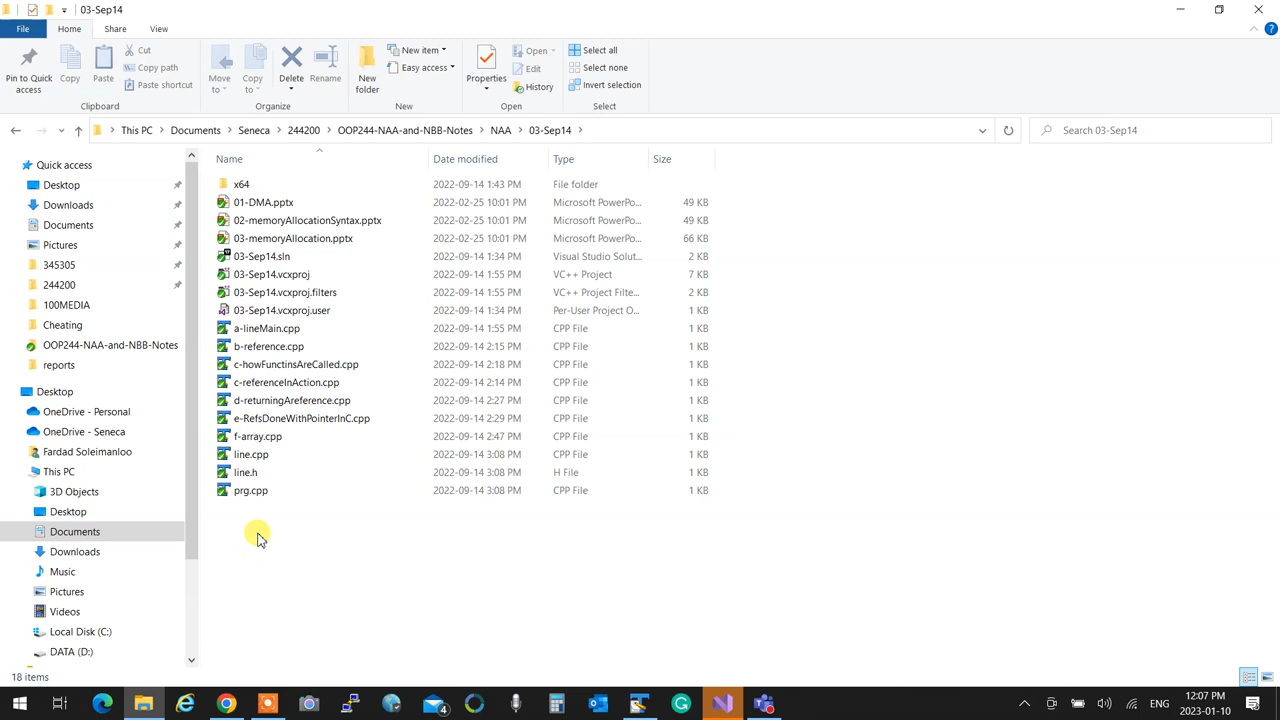 03-Sep14
File Home Share View
Pin to Quick access
Copy
Paste
Cut
Copy path
Paste shortcut
Clipboard
Move to
Copy to
Delete
Rename
Organize
New folder
New item
Easy access
New
Properties
Open
Edit
History
Open
Select all
Select none
Invert selection
Select
This PC Documents Seneca 244200 OOP244-NAA-and-NBB-Notes NAA 03-Sep14
Search 03-Sep14
Quick access
Desktop
Downloads
Documents
Pictures
345305
244200
100MEDIA
Cheating
OOP244-NAA-and-NBB-Notes
reports
Desktop
OneDrive - Personal
OneDrive - Seneca
Fardad Soleimanloo
This PC
3D Objects
Desktop
Documents
Downloads
Music
Pictures
Videos
Local Disk (C:)
DATA (D:)
Name Date modified Type Size
x64 2022-09-14 1:43 PM File folder
01-DMA.pptx 2022-02-25 10:01 PM Microsoft PowerPo... 49 KB
02-memoryAllocationSyntax.pptx 2022-02-25 10:01 PM Microsoft PowerPo... 49 KB
03-memoryAllocation.pptx 2022-02-25 10:01 PM Microsoft PowerPo... 66 KB
03-Sep14.sln 2022-09-14 1:34 PM Visual Studio Solut... 2 KB
03-Sep14.vcxproj 2022-09-14 1:55 PM VC++ Project 7 KB
03-Sep14.vcxproj.filters 2022-09-14 1:55 PM VC++ Project Filte... 2 KB
03-Sep14.vcxproj.user 2022-09-14 1:34 PM Per-User Project O... 1 KB
a-lineMain.cpp 2022-09-14 1:55 PM CPP File 1 KB
b-reference.cpp 2022-09-14 2:15 PM CPP File 1 KB
c-howFunctinsAreCalled.cpp 2022-09-14 2:18 PM CPP File 1 KB
c-referenceInAction.cpp 2022-09-14 2:14 PM CPP File 1 KB
d-returningAreference.cpp 2022-09-14 2:27 PM CPP File 1 KB
e-RefsDoneWithPointerInC.cpp 2022-09-14 2:29 PM CPP File 1 KB
f-array.cpp 2022-09-14 2:47 PM CPP File 1 KB
line.cpp 2022-09-14 3:08 PM CPP File 1 KB
line.h 2022-09-14 3:08 PM H File 1 KB
prg.cpp 2022-09-14 3:08 PM CPP File 1 KB
18 items
4
ENG
12:07 PM
2023-01-10